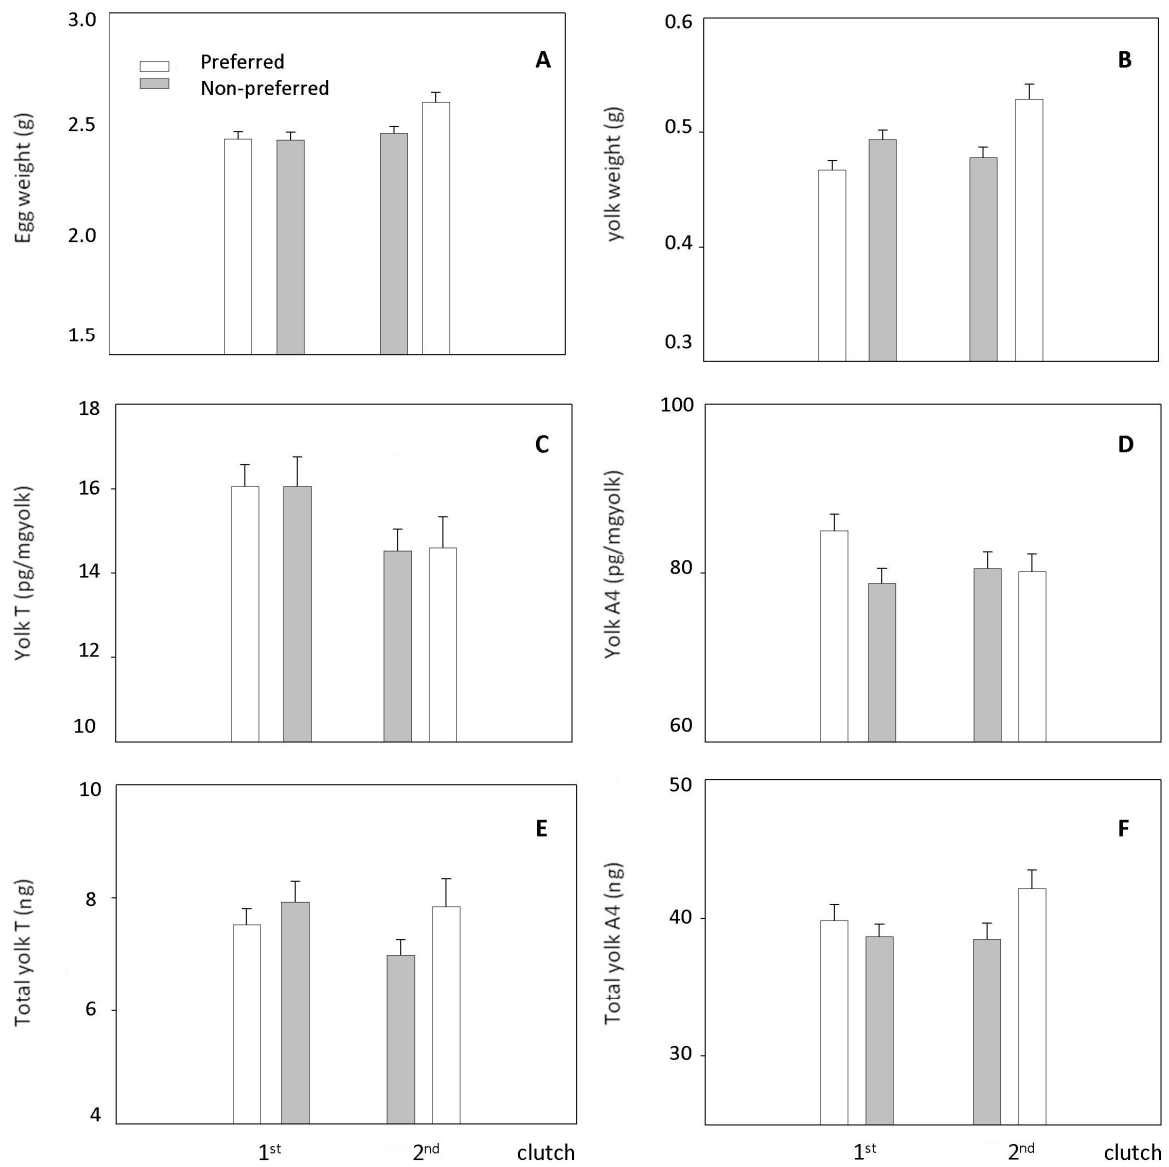 3.0
2.5
2.0
1.5
Egg weight (g)
Preferred
Non-preferred
A
0.6
0.5
0.4
0.3
yolk weight (g)
B
18
16
14
12
10
Yolk T (pg/mgyolk)
C
100
80
60
Yolk A4 (pg/mgyolk)
D
10
8
6
4
Total yolk T (ng)
E
50
40
30
Total yolk A4 (ng)
F
1st 2nd clutch
1st 2nd clutch